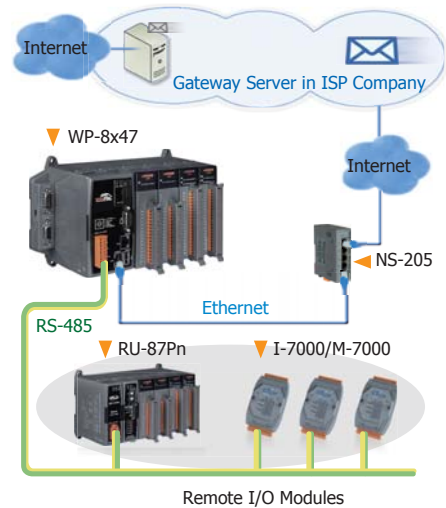 Internet
Gateway Server in ISP Company
WP-8x47
Internet
NS-205
Ethernet
RS-485
RU-87Pn
I-7000/M-7000
Remote I/O Modules